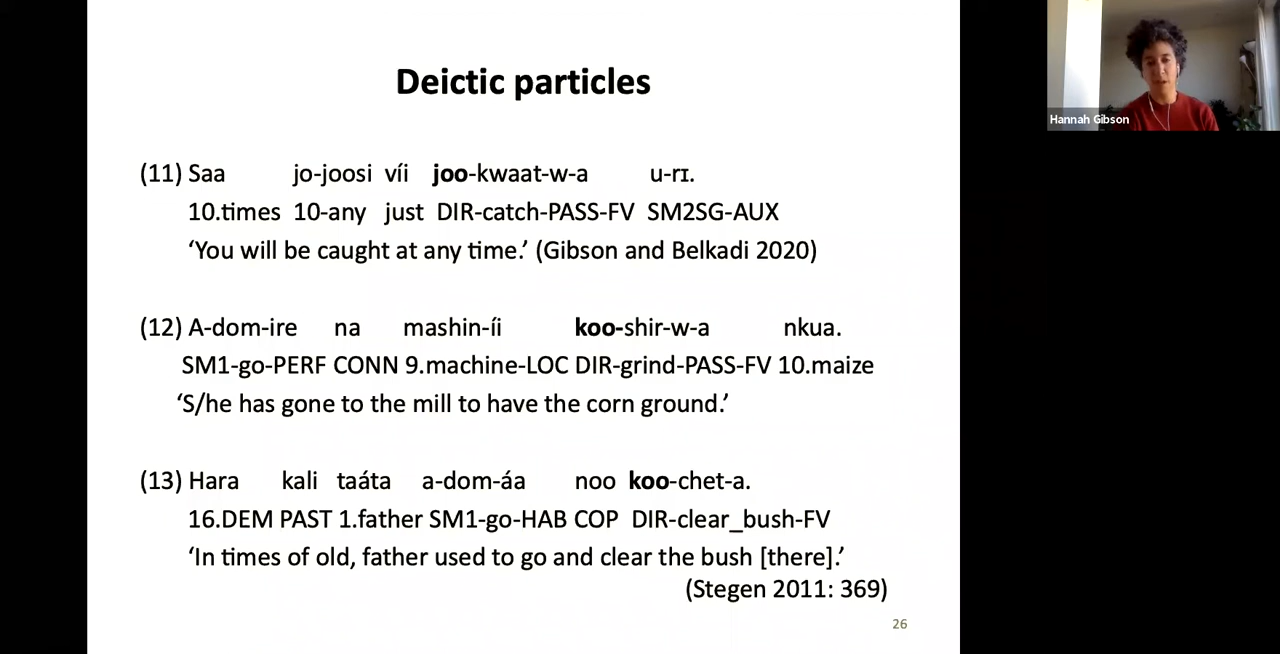 Deictic particles
(11) Saa jo-joosi víi joo-kwaat-w-a u-rɪ.
10.times 10-any just DIR-catch-PASS-FV SM2SG-AUX
‘You will be caught at any time.’ (Gibson and Belkadi 2020)
(12) A-dom-ire na mashin-íi koo-shir-w-a nkua.
SM1-go-PERF CONN 9.machine-LOC DIR-grind-PASS-FV 10.maize
‘S/he has gone to the mill to have the corn ground.’
(13) Hara kali taáta a-dom-áa noo koo-chet-a.
16.DEM PAST 1.father SM1-go-HAB COP DIR-clear_bush-FV
‘In times of old, father used to go and clear the bush [there].’
(Stegen 2011: 369)
26
Hannah Gibson